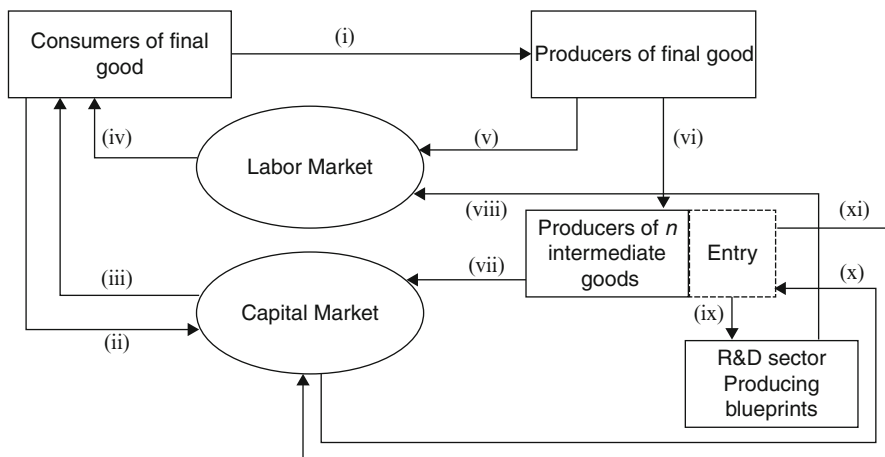 Consumers of final
good
(i)
Producers of final good
(iv)
Labor Market
(v)
(vi)
(viii)
Producers of n
intermediate
goods
Entry
(xi)
(iii)
(vii)
(x)
Capital Market
(ii)
(ix)
R&D sector
Producing
blueprints